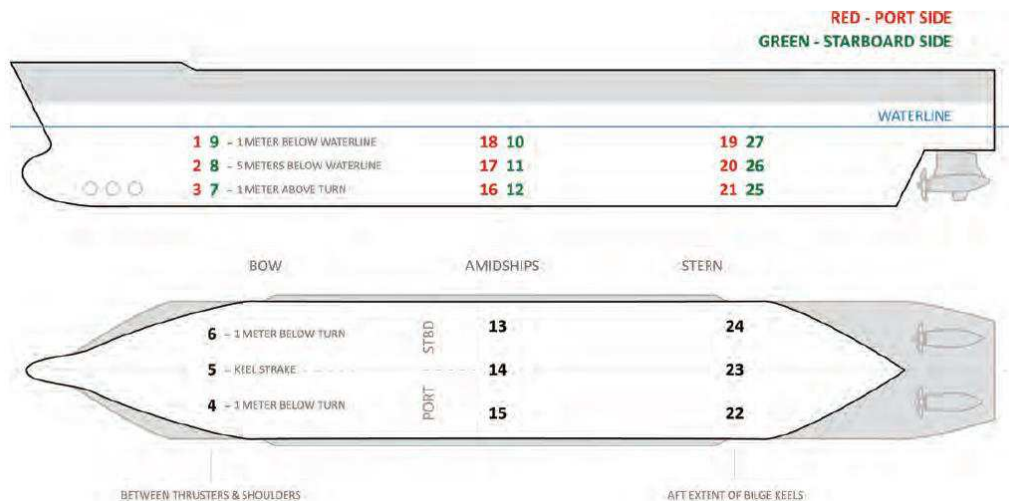 RED - PORT SIDE
GREEN - STARBOARD SIDE
WATERLINE
1 9 - 1 METER BELOW WATERLINE
18 10
19 27
2 8 - 5 METERS BELOW WATERLINE
17 11
20 26
3 7 - 1 METER ABOVE TURN
16 12
21 25
BOW
AMIDSHIPS
STERN
6 - 1 METER BELOW TURN
STBD
13
24
5 - KEEL STRAKE
14
23
4 - 1 METER BELOW TURN
PORT
15
22
BETWEEN THRUSTERS & SHOULDERS
AFT EXTENT OF BILGE KEELS